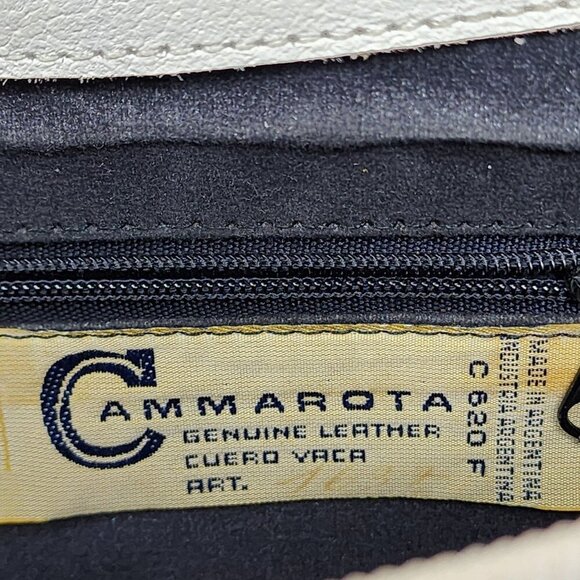 CAMMAROTA
GENUINE LEATHER
CUERO VACA
ART.
C 620 F
INDUSTRIA ARGENTINA
MADE IN ARGENTINA